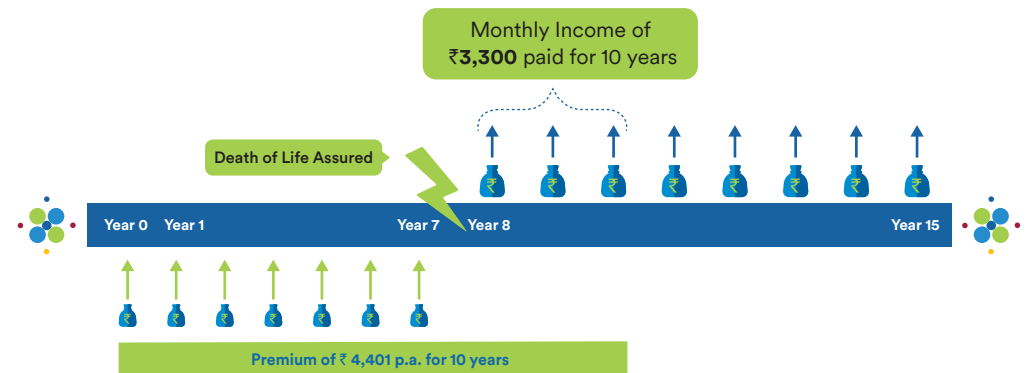 Monthly Income of
₹3,300 paid for 10 years
Death of Life Assured
₹ ₹ ₹ ₹ ₹ ₹ ₹ ₹
Year 0 Year 1 Year 7 Year 8 Year 15
₹ ₹ ₹ ₹ ₹ ₹ ₹
Premium of ₹ 4,401 p.a. for 10 years